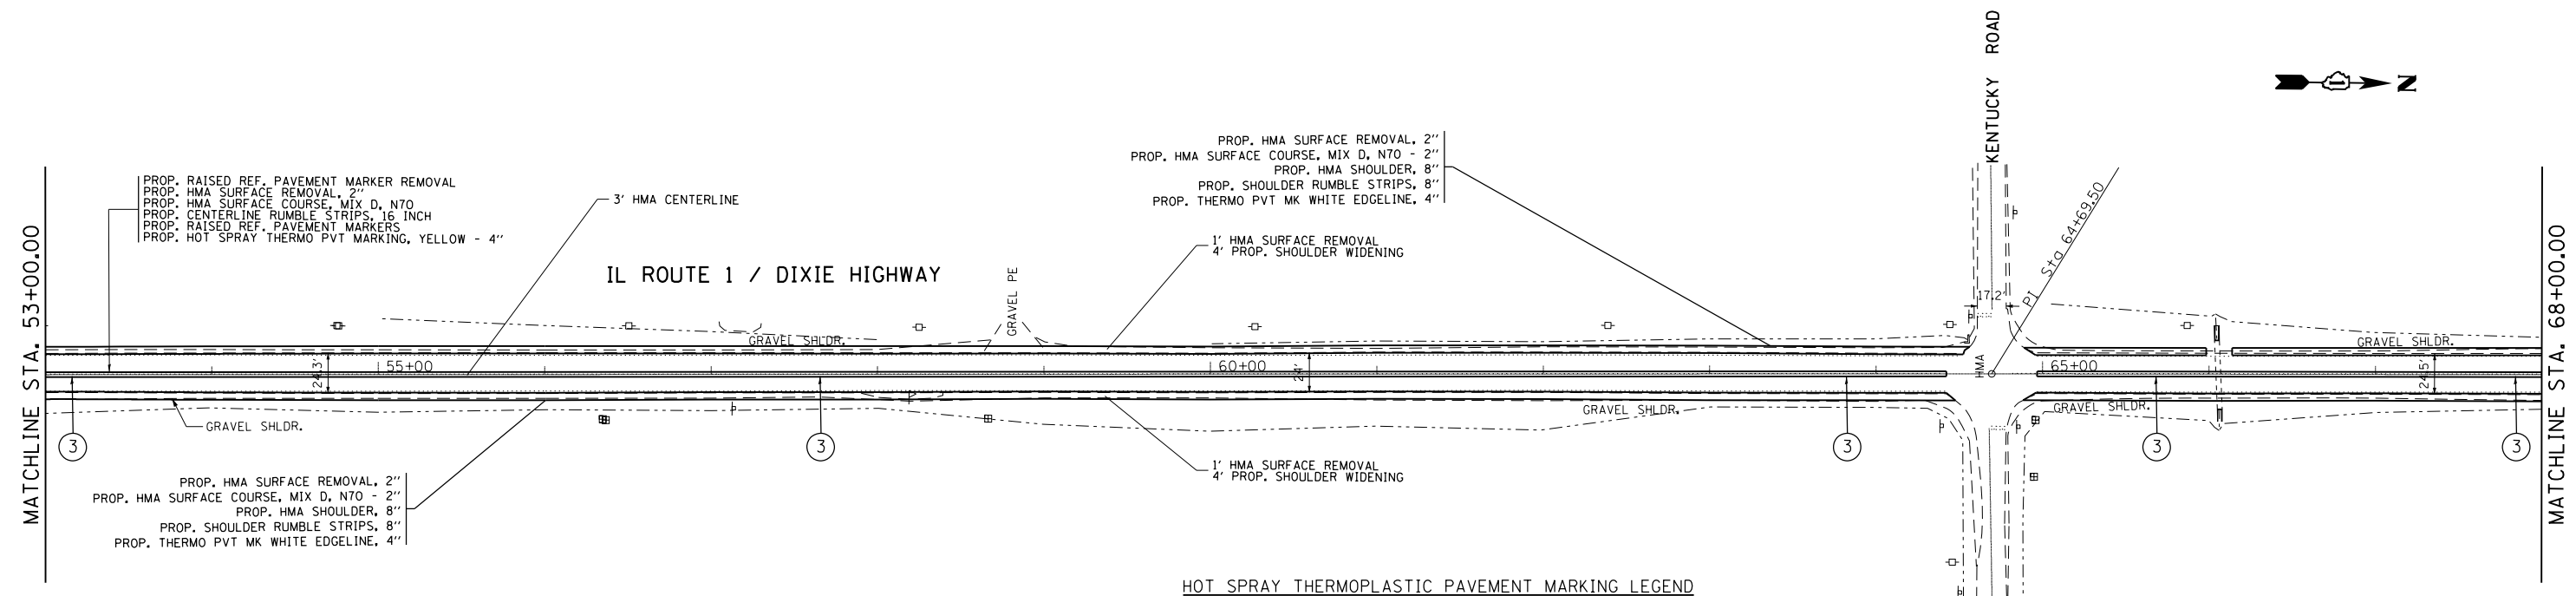 MATCHLINE STA. 53+00.00
PROP. RAISED REF. PAVEMENT MARKER REMOVAL
PROP. HMA SURFACE REMOVAL, 2''
PROP. HMA SURFACE COURSE, MIX D, N70
PROP. CENTERLINE RUMBLE STRIPS, 16 INCH
PROP. RAISED REF. PAVEMENT MARKERS
PROP. HOT SPRAY THERMO PVT MARKING, YELLOW - 4''
3' HMA CENTERLINE
IL ROUTE 1 / DIXIE HIGHWAY
GRAVEL PE
PROP. HMA SURFACE REMOVAL, 2''
PROP. HMA SURFACE COURSE, MIX D, N70 - 2''
PROP. HMA SHOULDER, 8''
PROP. SHOULDER RUMBLE STRIPS, 8''
PROP. THERMO PVT MK WHITE EDGELINE, 4''
1' HMA SURFACE REMOVAL
4' PROP. SHOULDER WIDENING
KENTUCKY ROAD
1
N
PI Sta 64+69.50
17.2'
GRAVEL SHLDR.
GRAVEL SHLDR.
24.3'
55+00
60+00
24'
HMA
65+00
24.5'
GRAVEL SHLDR.
GRAVEL SHLDR.
GRAVEL SHLDR.
3
3
3
3
3
PROP. HMA SURFACE REMOVAL, 2''
PROP. HMA SURFACE COURSE, MIX D, N70 - 2''
PROP. HMA SHOULDER, 8''
PROP. SHOULDER RUMBLE STRIPS, 8''
PROP. THERMO PVT MK WHITE EDGELINE, 4''
1' HMA SURFACE REMOVAL
4' PROP. SHOULDER WIDENING
MATCHLINE STA. 68+00.00
HOT SPRAY THERMOPLASTIC PAVEMENT MARKING LEGEND